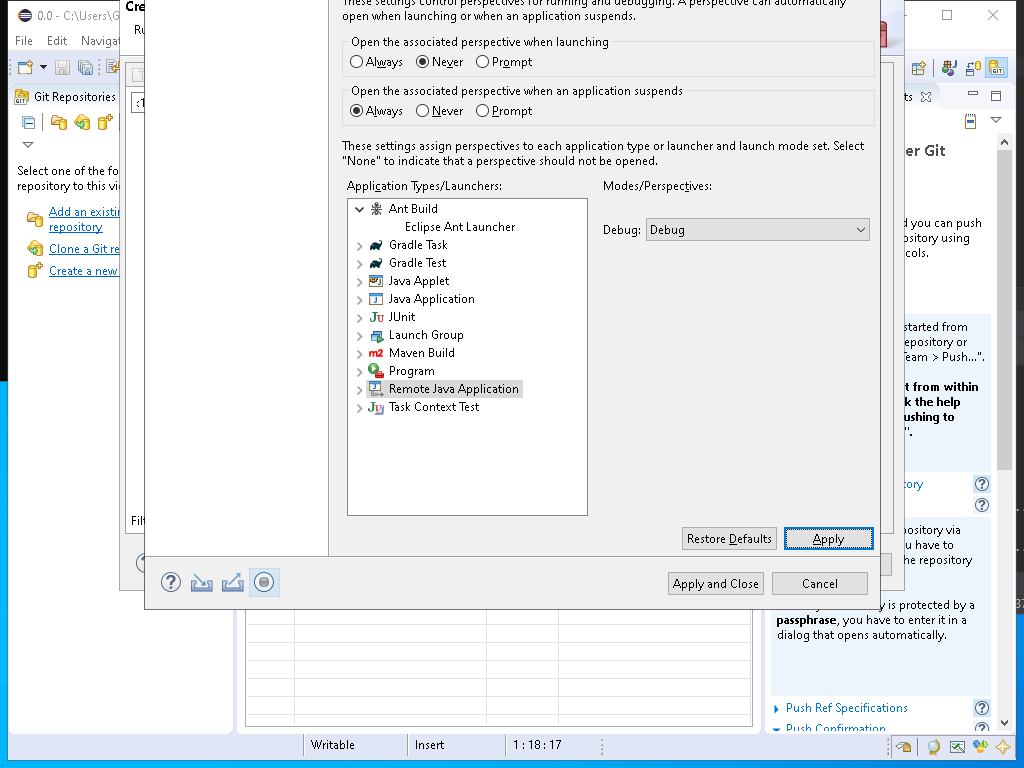 0.0 - C:\Users\G
Cre
File Edit Navigat
Ru
These settings control perspectives for running and debugging. A perspective can automatically
open when launching or when an application suspends.
Open the associated perspective when launching
Always Never Prompt
Open the associated perspective when an application suspends
Always Never Prompt
These settings assign perspectives to each application type or launcher and launch mode set. Select
"None" to indicate that a perspective should not be opened.
Application Types/Launchers:
Modes/Perspectives:
Ant Build
Eclipse Ant Launcher
Gradle Task
Gradle Test
Java Applet
Java Application
JUnit
Launch Group
Maven Build
Program
Remote Java Application
Task Context Test
Debug: Debug
Restore Defaults
Apply
Apply and Close
Cancel
Git Repositories
Select one of the fo
repository to this vi
Add an existin
repository
Clone a Git re
Create a new
Filt
ts
er Git
d you can push
ository using
cols.
started from
epository or
Team > Push...".
t from within
k the help
ushing to
".
tory
pository via
u have to
he repository
y is protected by a
passphrase, you have to enter it in a
dialog that opens automatically.
Push Ref Specifications
Push Confirmation
Writable
Insert
1 : 18 : 17